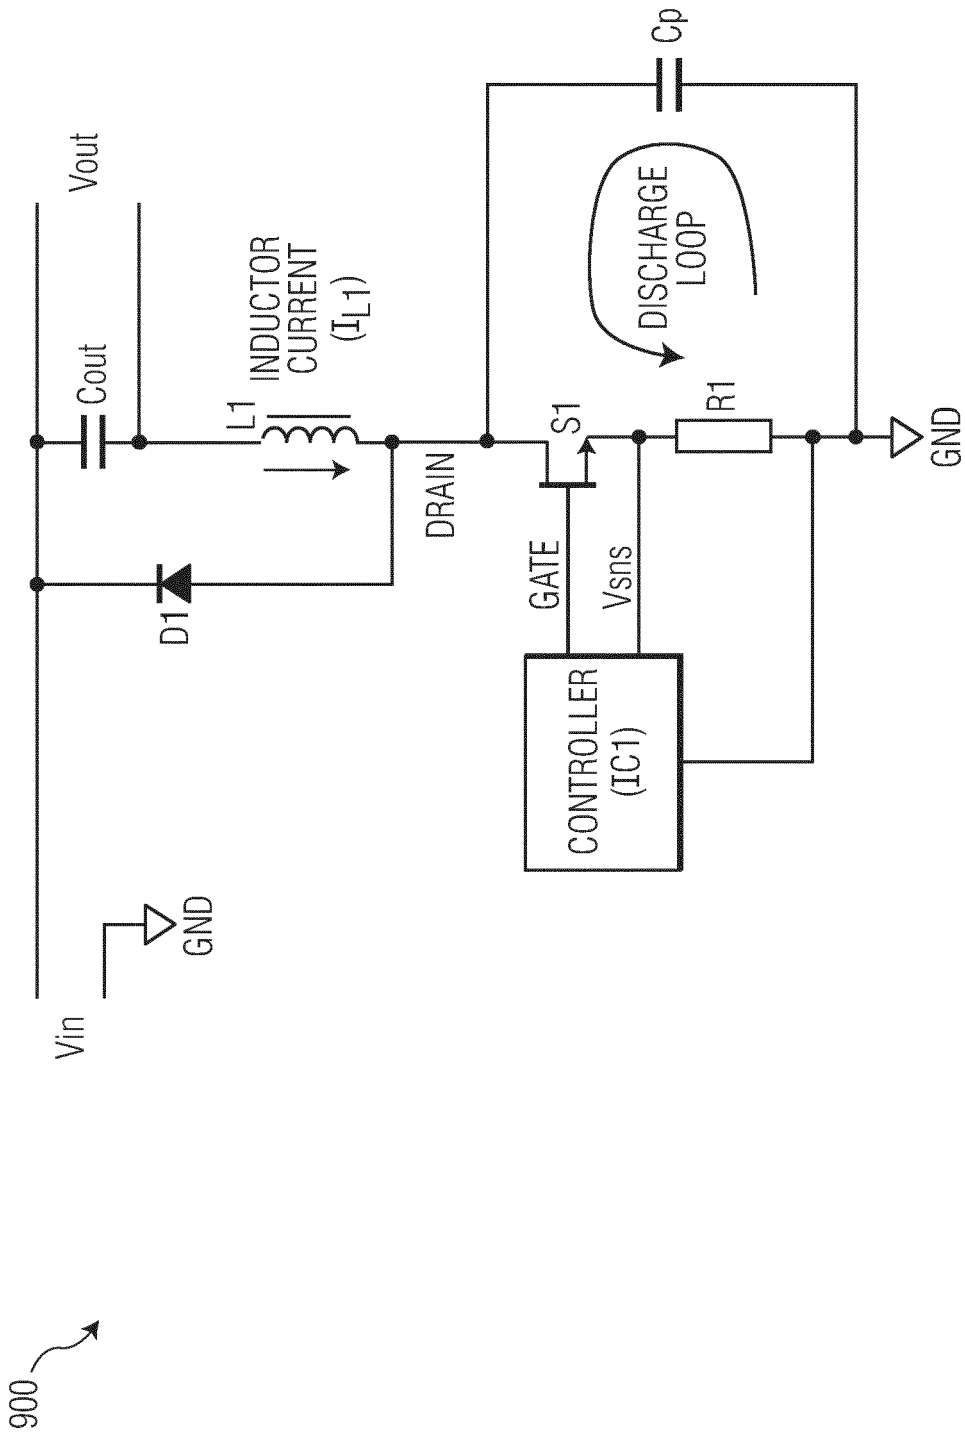 900
Vin
GND
D1
Cout
Vout
L1
INDUCTOR
CURRENT
(IL1)
DRAIN
GATE
S1
Vsns
CONTROLLER
(IC1)
R1
DISCHARGE
LOOP
Cp
GND